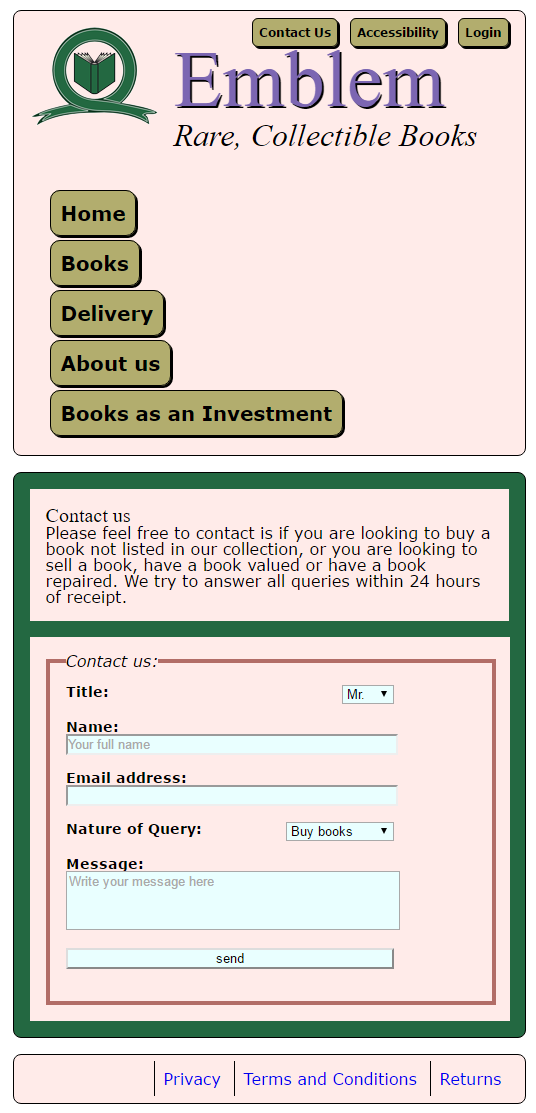 Contact Us Accessibility Login
Emblem
Rare, Collectible Books
Home
Books
Delivery
About us
Books as an Investment
Contact us
Please feel free to contact is if you are looking to buy a
book not listed in our collection, or you are looking to
sell a book, have a book valued or have a book
repaired. We try to answer all queries within 24 hours
of receipt.
Contact us:
Title: Mr.
Name:
Your full name
Email address:
Nature of Query: Buy books
Message:
Write your message here
send
Privacy Terms and Conditions Returns